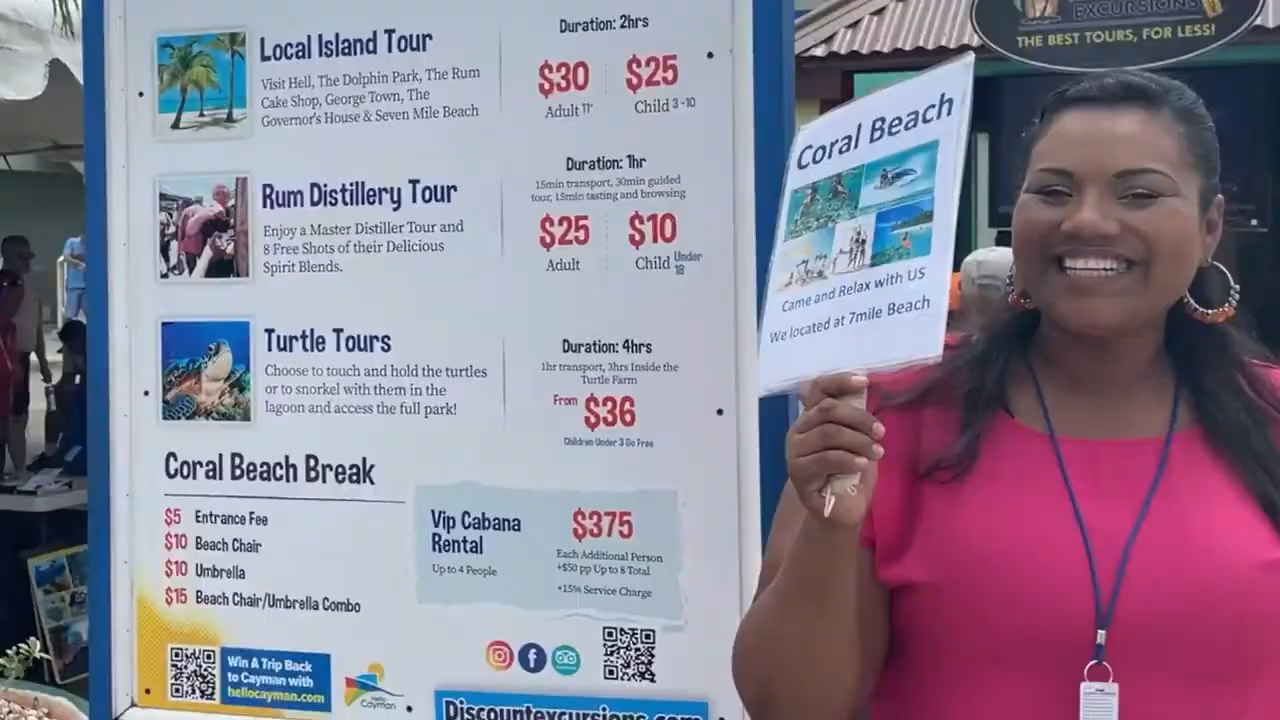 Local Island Tour
Visit Hell, The Dolphin Park, The Rum
Cake Shop, George Town, The
Governor's House & Seven Mile Beach
Duration: 2hrs
$30 $25
Adult 11+ Child 3-10
Rum Distillery Tour
Enjoy a Master Distiller Tour and
8 Free Shots of their Delicious
Spirit Blends.
Duration: 1hr
15min transport, 30min guided
tour, 15min tasting and browsing
$25 $10
Adult Child Under 18
Turtle Tours
Choose to touch and hold the turtles
or to snorkel with them in the
lagoon and access the full park!
Duration: 4hrs
1hr transport, 3hrs Inside the
Turtle Farm
From $36
Children Under 3 Go Free
Coral Beach Break
$5 Entrance Fee
$10 Beach Chair
$10 Umbrella
$15 Beach Chair/Umbrella Combo
Vip Cabana
Rental
Up to 4 People
$375
Each Additional Person
+$50 pp Up to 8 Total
+15% Service Charge
Win A Trip Back
to Cayman with
hellocayman.com
Hello
Cayman
Discountexcursions.com
Coral Beach
Came and Relax with US
We located at 7mile Beach
EXCURSIONS
THE BEST TOURS, FOR LESS!